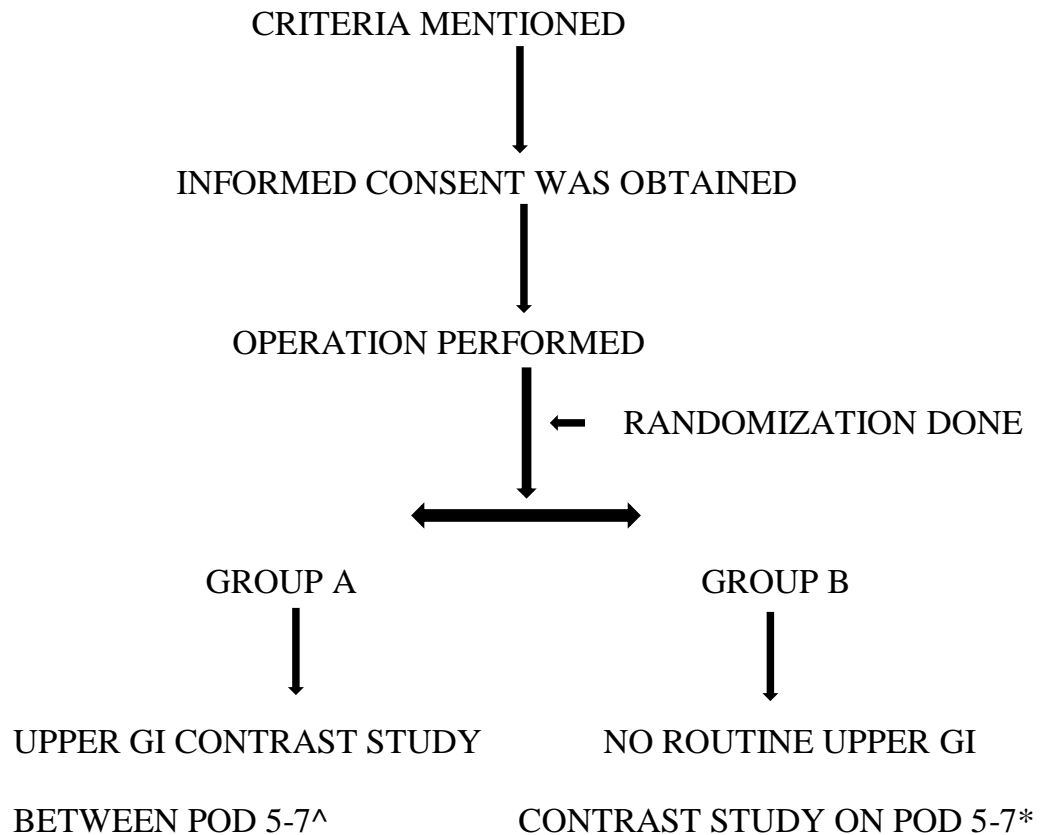 CRITERIA MENTIONED
INFORMED CONSENT WAS OBTAINED
OPERATION PERFORMED
RANDOMIZATION DONE
GROUP A
GROUP B
UPPER GI CONTRAST STUDY
BETWEEN POD 5-7^
NO ROUTINE UPPER GI
CONTRAST STUDY ON POD 5-7*